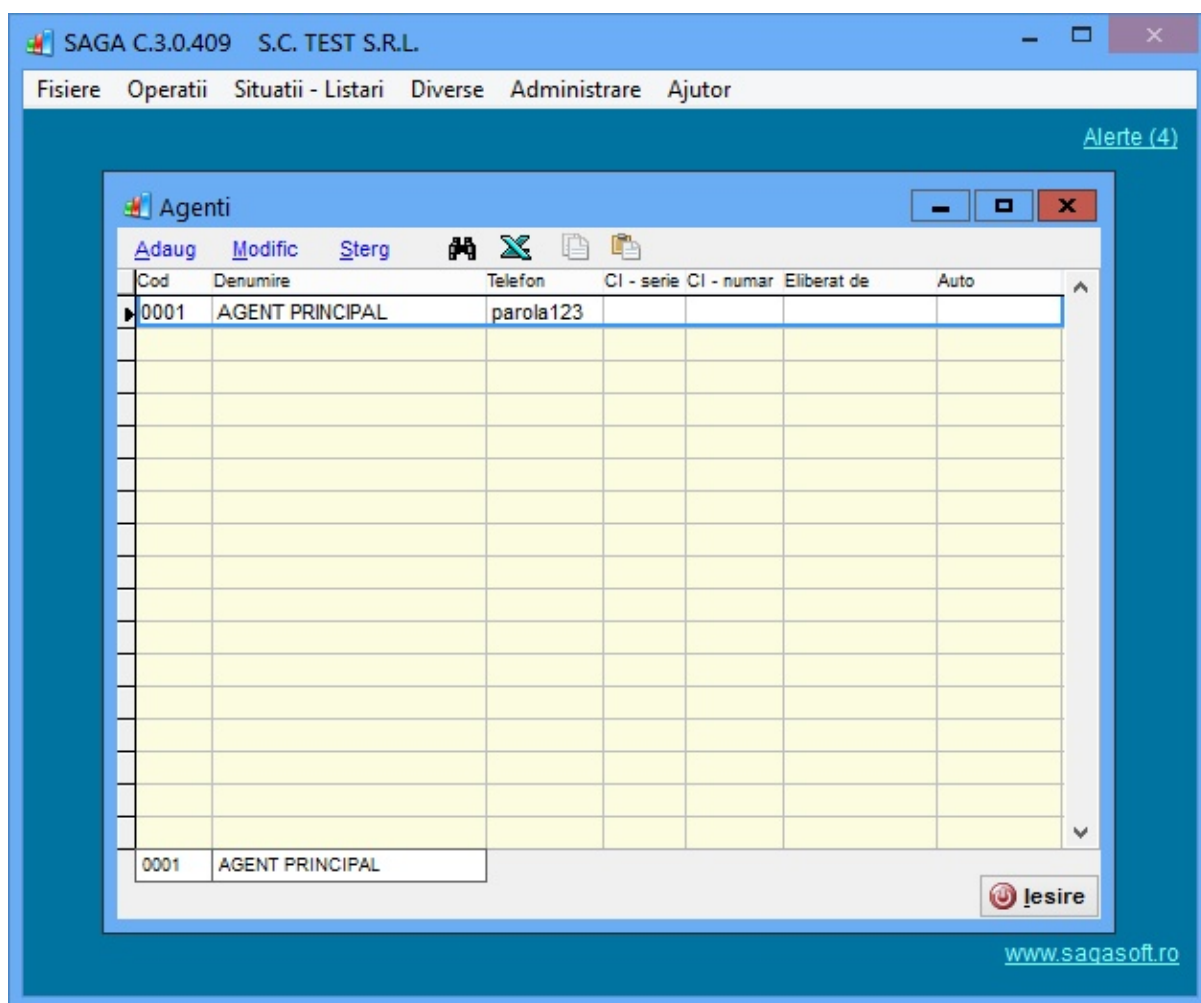 SAGA C.3.0.409 S.C. TEST S.R.L.
Fisiere Operatii Situatii - Listari Diverse Administrare Ajutor
Alerte (4)
Agenti
Adaug Modific Sterg
Cod Denumire Telefon CI - serie CI - numar Eliberat de Auto
0001 AGENT PRINCIPAL parola123
0001 AGENT PRINCIPAL
Iesire
www.sagasoft.ro